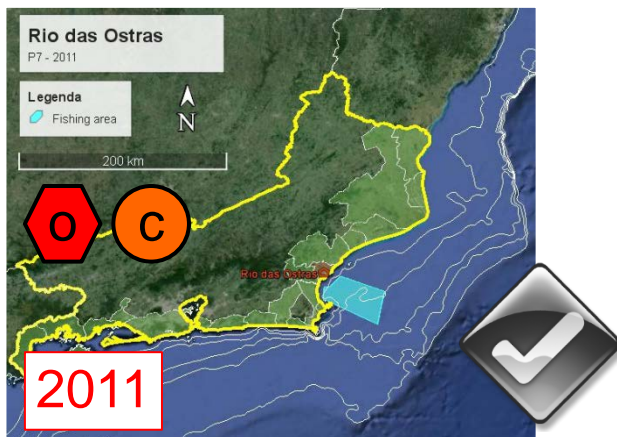 Rio das Ostras
P7 - 2011
Legenda
Fishing area
N
200 km
O
C
Rio das Ostras
2011